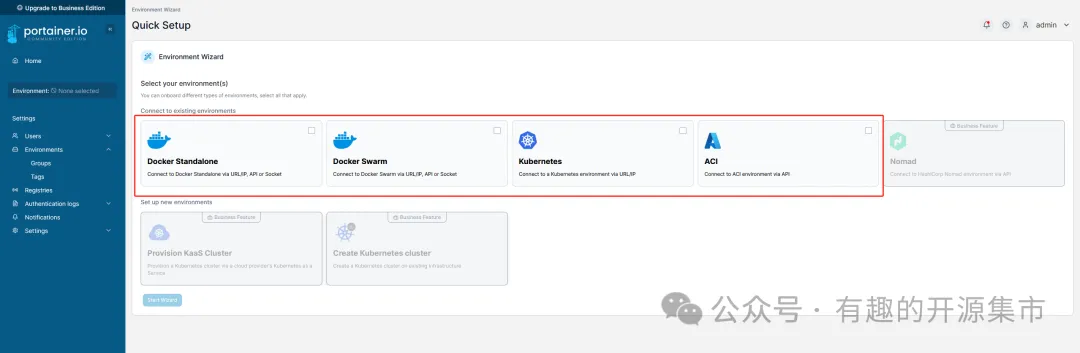 Upgrade to Business Edition
portainer.io
COMMUNITY EDITION
Home
Environment: None selected
Settings
Users
Environments
Groups
Tags
Registries
Authentication logs
Notifications
Settings
Environment Wizard
Quick Setup
admin
Environment Wizard
Select your environment(s)
You can onboard different types of environments, select all that apply.
Connect to existing environments
Docker Standalone
Connect to Docker Standalone via URL/IP, API or Socket
Docker Swarm
Connect to Docker Swarm via URL/IP, API or Socket
Kubernetes
Connect to a Kubernetes environment via URL/IP
ACI
Connect to ACI environment via API
Business Feature
Nomad
Connect to HashiCorp Nomad environment via API
Set up new environments
Business Feature
Provision KaaS Cluster
Provision a Kubernetes cluster via a cloud provider's Kubernetes as a
Service
Business Feature
Create Kubernetes cluster
Create a Kubernetes cluster on existing infrastructure
Start Wizard
公众号 · 有趣的开源集市